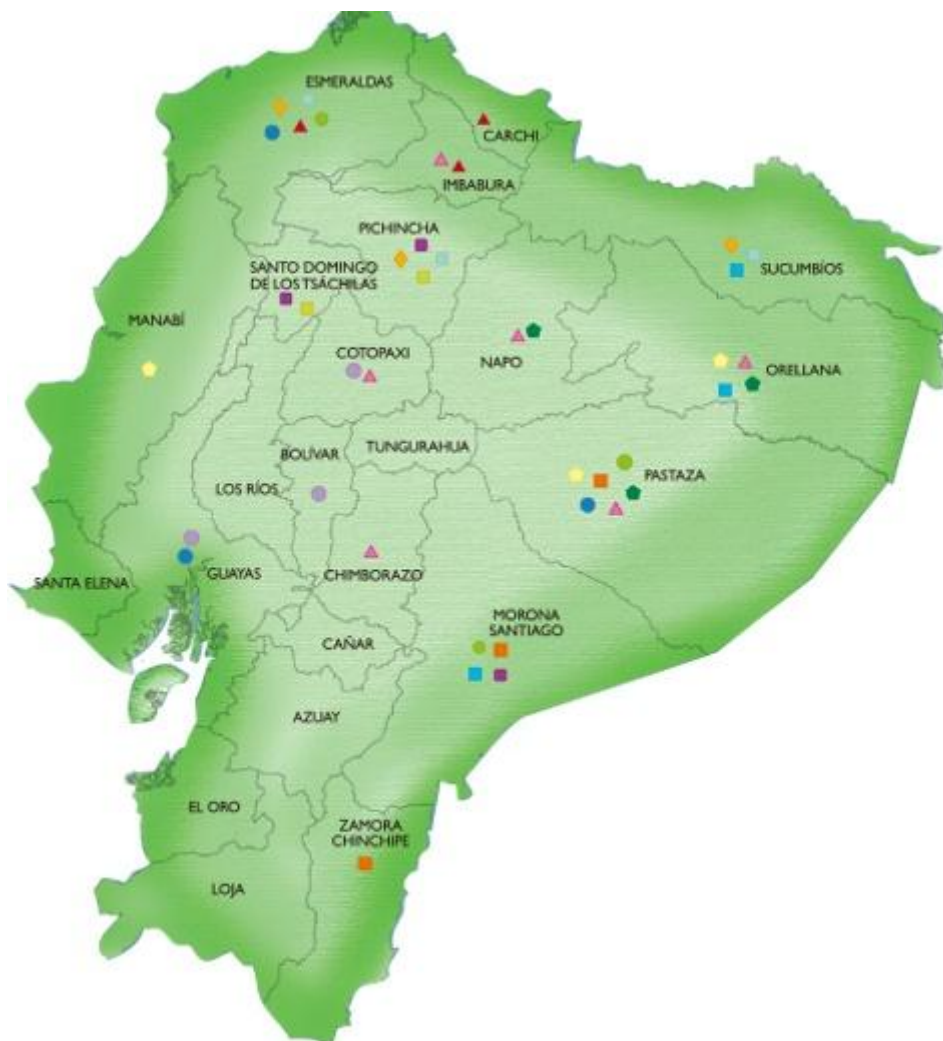 ESMERALDAS
CARCHI
IMBABURA
PICHINCHA
SANTO DOMINGO
DE LOS TSÁCHILAS
SUCUMBÍOS
MANABÍ
COTOPAXI
NAPO
ORELLANA
TUNGURAHUA
BOLÍVAR
LOS RÍOS
PASTAZA
SANTA ELENA
GUAYAS
CHIMBORAZO
MORONA
SANTIAGO
CAÑAR
AZUAY
EL ORO
ZAMORA
CHINCHIPE
LOJA